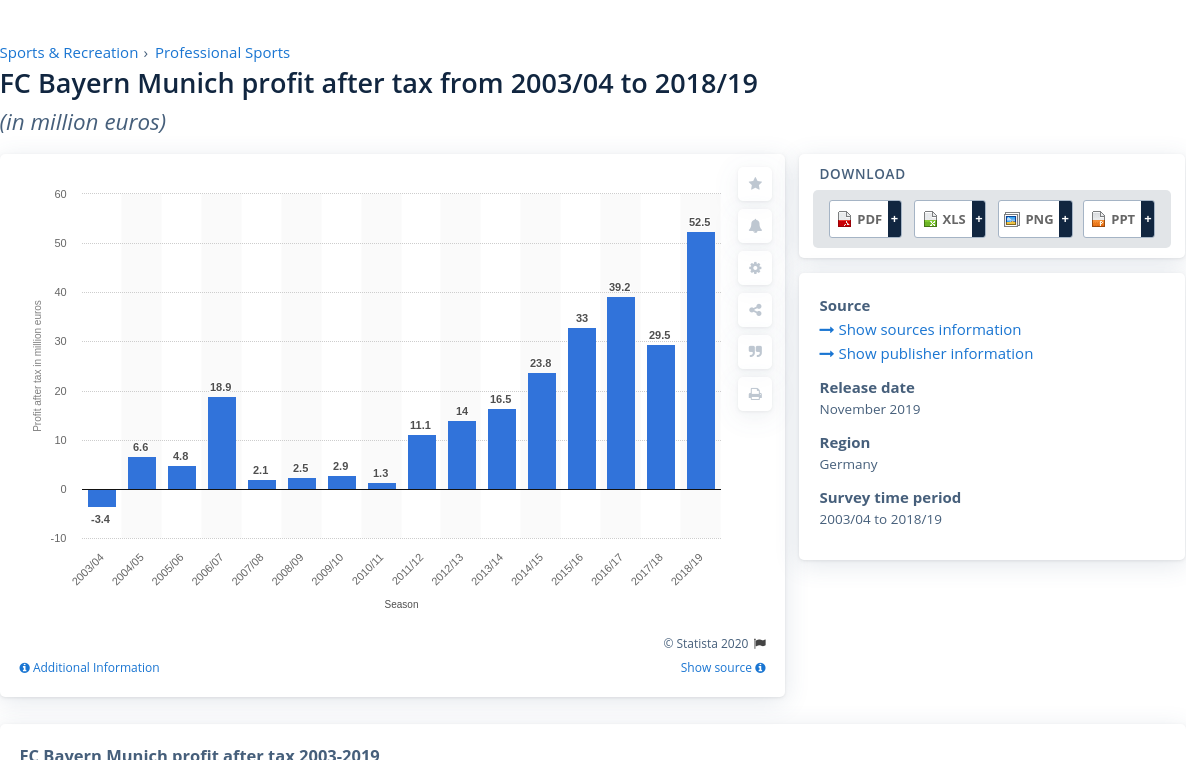 Sports & Recreation › Professional Sports
FC Bayern Munich profit after tax from 2003/04 to 2018/19
(in million euros)
DOWNLOAD
PDF + XLS + PNG + PPT +
Source
Show sources information
Show publisher information
Release date
November 2019
Region
Germany
Survey time period
2003/04 to 2018/19
Profit after tax in million euros
60
50
40
30
20
10
0
-10
-3.4
6.6
4.8
18.9
2.1
2.5
2.9
1.3
11.1
14
16.5
23.8
33
39.2
29.5
52.5
2003/04
2004/05
2005/06
2006/07
2007/08
2008/09
2009/10
2010/11
2011/12
2012/13
2013/14
2014/15
2015/16
2016/17
2017/18
2018/19
Season
© Statista 2020
Additional Information
Show source
FC Bayern Munich profit after tax 2003-2019